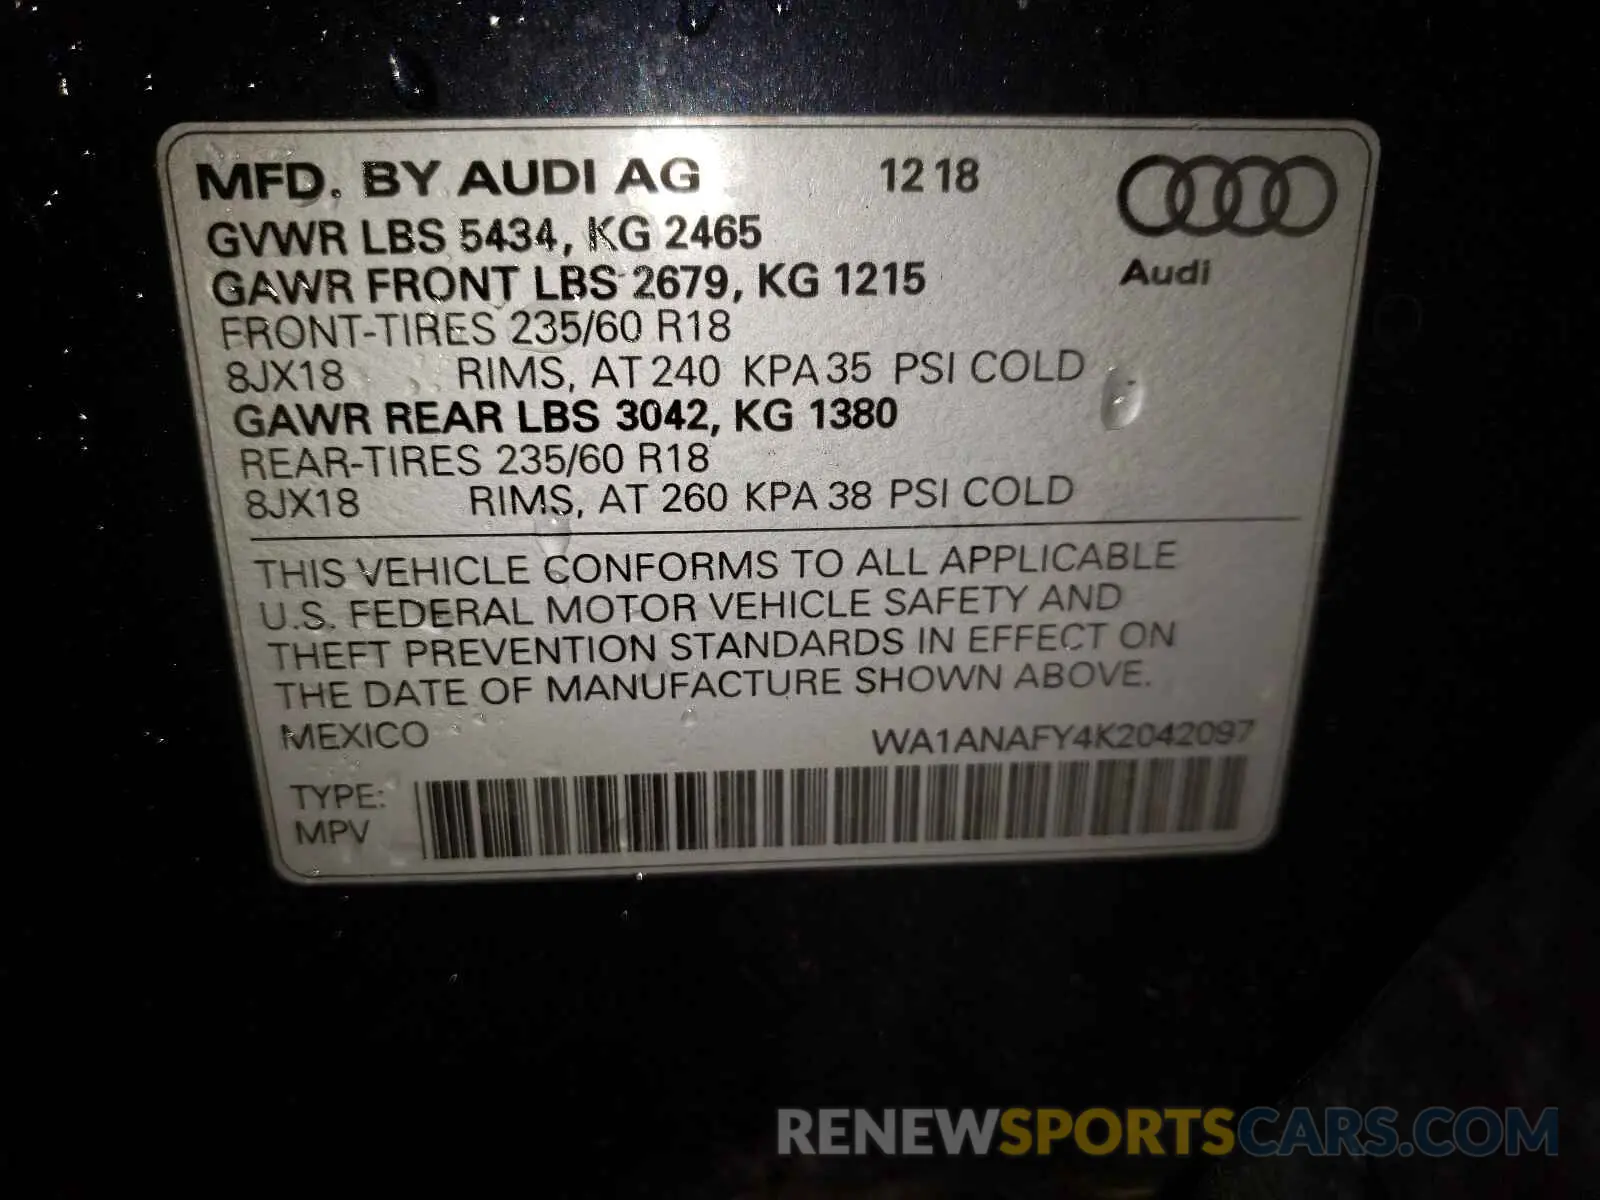 MFD. BY AUDI AG 12 18
GVWR LBS 5434, KG 2465
GAWR FRONT LBS 2679, KG 1215
Audi
FRONT-TIRES 235/60 R18
8JX18 RIMS, AT 240 KPA 35 PSI COLD
GAWR REAR LBS 3042, KG 1380
REAR-TIRES 235/60 R18
8JX18 RIMS, AT 260 KPA 38 PSI COLD
THIS VEHICLE CONFORMS TO ALL APPLICABLE
U.S. FEDERAL MOTOR VEHICLE SAFETY AND
THEFT PREVENTION STANDARDS IN EFFECT ON
THE DATE OF MANUFACTURE SHOWN ABOVE.
MEXICO WA1ANAFY4K2042097
TYPE:
MPV
RENEWSPORTSCARS.COM